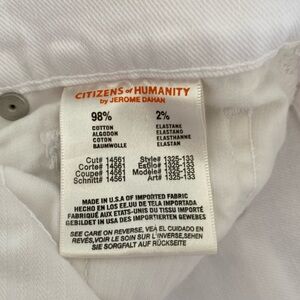 CITIZENS of HUMANITY
by JEROME DAHAN
98% 2%
COTTON ELASTANE
ALGODON ELASTANO
COTON ELASTHANNE
BAUMWOLLE ELASTAN
Cut# 14561 Style# 1325-133
Corte# 14561 Estilo# 1325-133
Coupe# 14561 Modèle# 1325-133
Schnitt# 14561 Art# 1325-133
MADE IN U.S.A OF IMPORTED FABRIC
HECHO EN LOS EE.UU DE TELA IMPORTADA
FABRIQUÉ AUX ETATS-UNIS DU TISSU IMPORTÉ
GEBILDET IN USA DES IMPORTIERTEN GEWEBES
SEE CARE ON REVERSE, VEA EL CUIDADO EN
REVÉS, VOIR LE SOIN SUR L'INVERSE, SEHEN
SIE SORGFALT AUF RÜCKSEITE